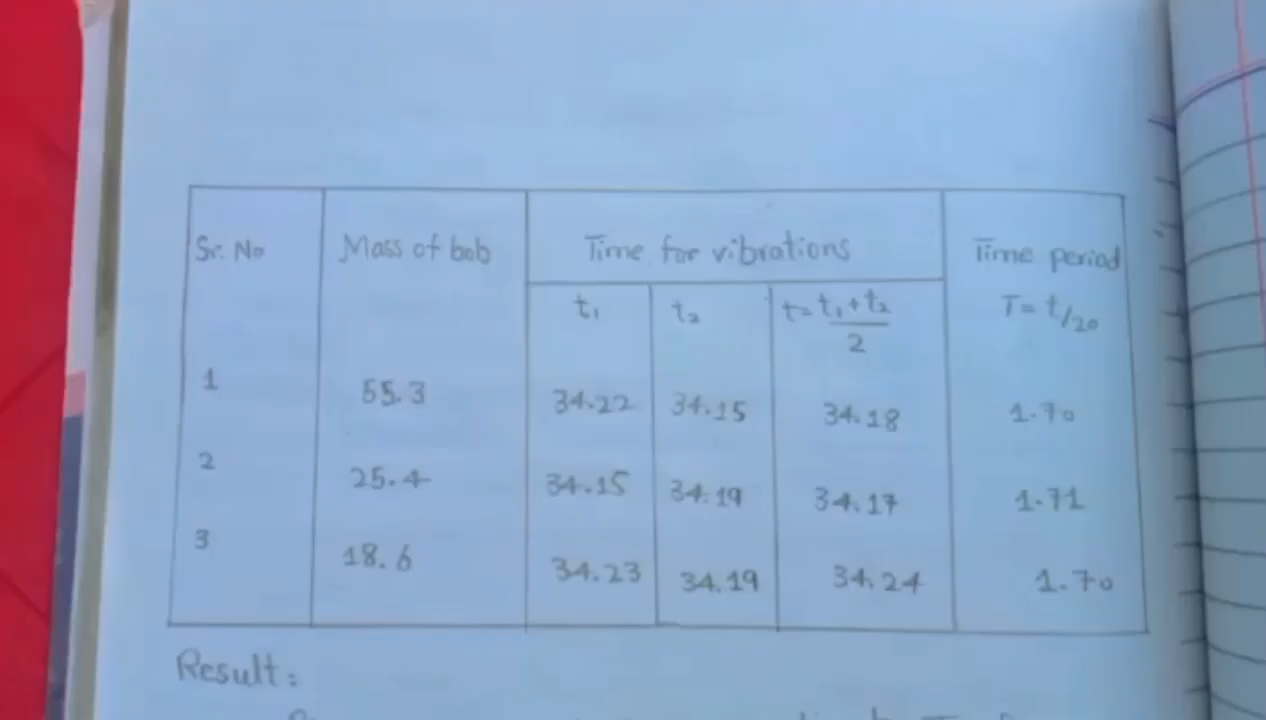 Sr. No Mass of bob Time for vibrations Time period
t₁ t₂ t= t₁+t₂/2 T= t/20
1 55.3 34.22 34.15 34.18 1.70
2 25.4 34.15 34.19 34.17 1.71
3 18.6 34.23 34.19 34.24 1.70
Result: